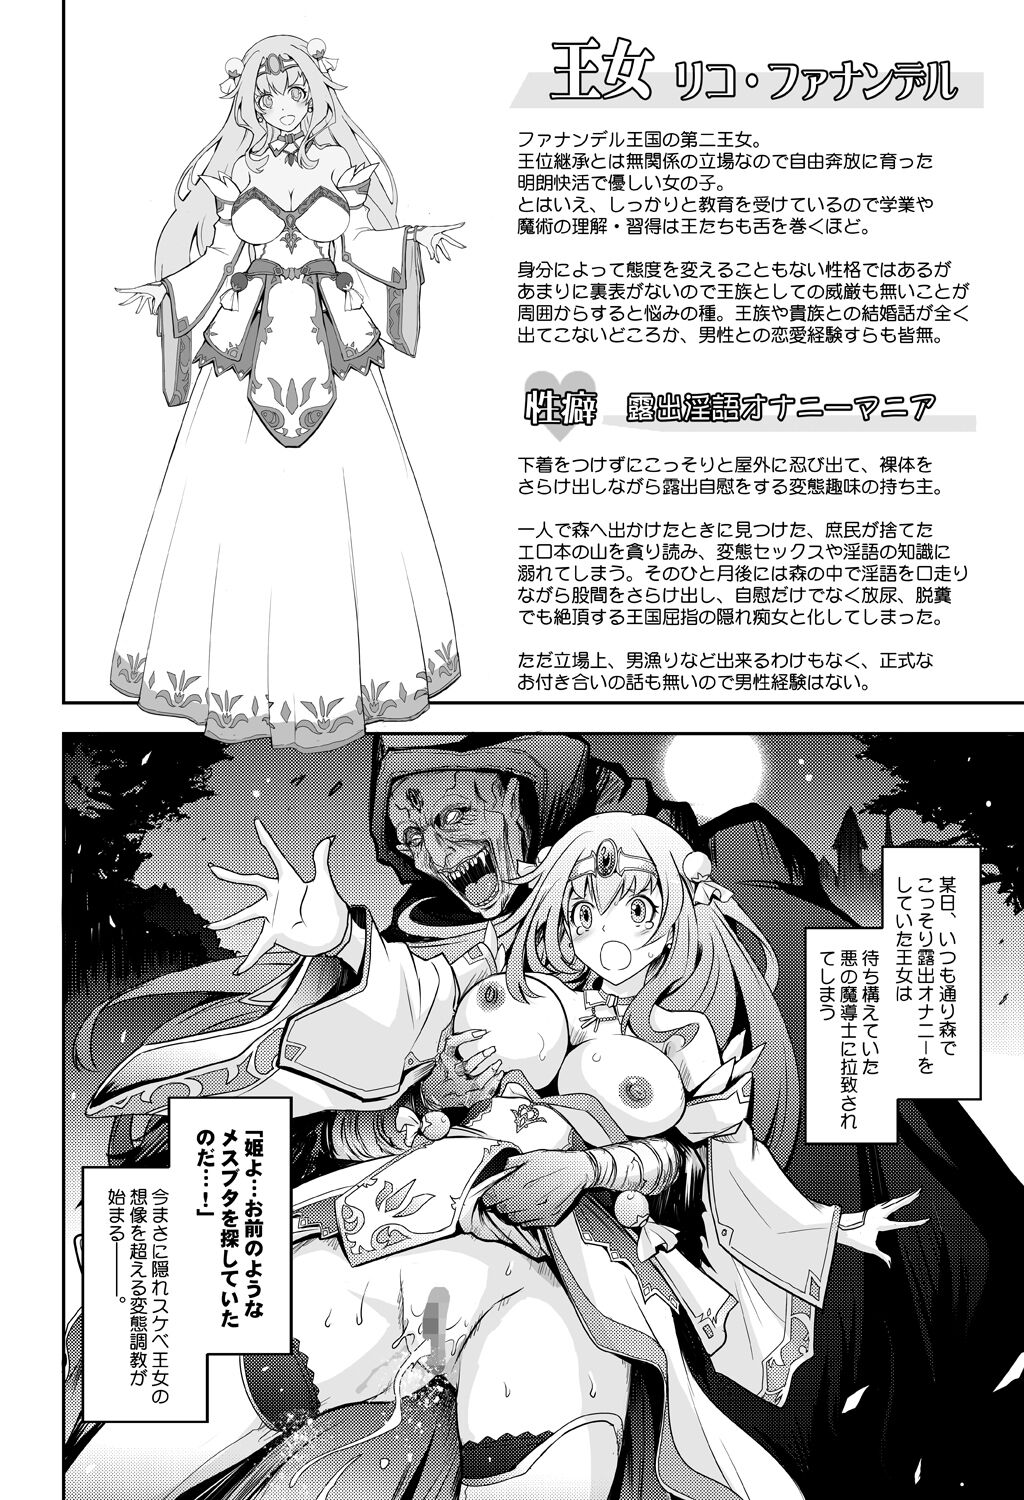 王女 リコ・ファナンデル
ファナンデル王国の第二王女。
王位継承とは無関係の立場なので自由奔放に育った
明朗快活で優しい女の子。
とはいえ、しっかりと教育を受けているので学業や
魔術の理解・習得は王たちも舌を巻くほど。
身分によって態度を変えることもない性格ではあるが
あまりに裏表がないので王族としての威厳も無いことが
周囲からすると悩みの種。王族や貴族との結婚話が全く
出てこないどころか、男性との恋愛経験すらも皆無。
性癖 露出淫語オナニーマニア
下着をつけずにこっそりと屋外に忍び出て、裸体を
さらけ出しながら露出自慰をする変態趣味の持ち主。
一人で森へ出かけたときに見つけた、庶民が捨てた
エロ本の山を貪り読み、変態セックスや淫語の知識に
溺れてしまう。そのひと月後には森の中で淫語を口走り
ながら股間をさらけ出し、自慰だけでなく放尿、脱糞
でも絶頂する王国屈指の隠れ痴女と化してしまった。
ただ立場上、男漁りなど出来るわけもなく、正式な
お付き合いの話も無いので男性経験はない。
某日、いつも通り森で
こっそり露出オナニーを
していた王女は
待ち構えていた
悪の魔導士に拉致され
てしまう
「姫よ…お前のような
メスブタを探していた
のだ…！」
今まさに隠れスケベ王女の
想像を超える変態調教が
始まる――。